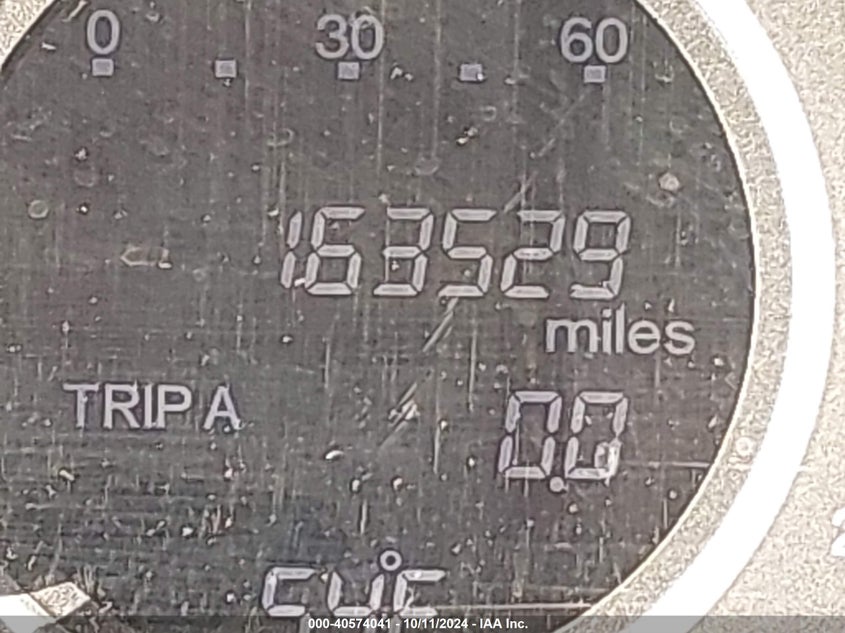 0 30 60
163529
miles
TRIP A 0.0
000-40574041 - 10/11/2024 - IAA Inc.